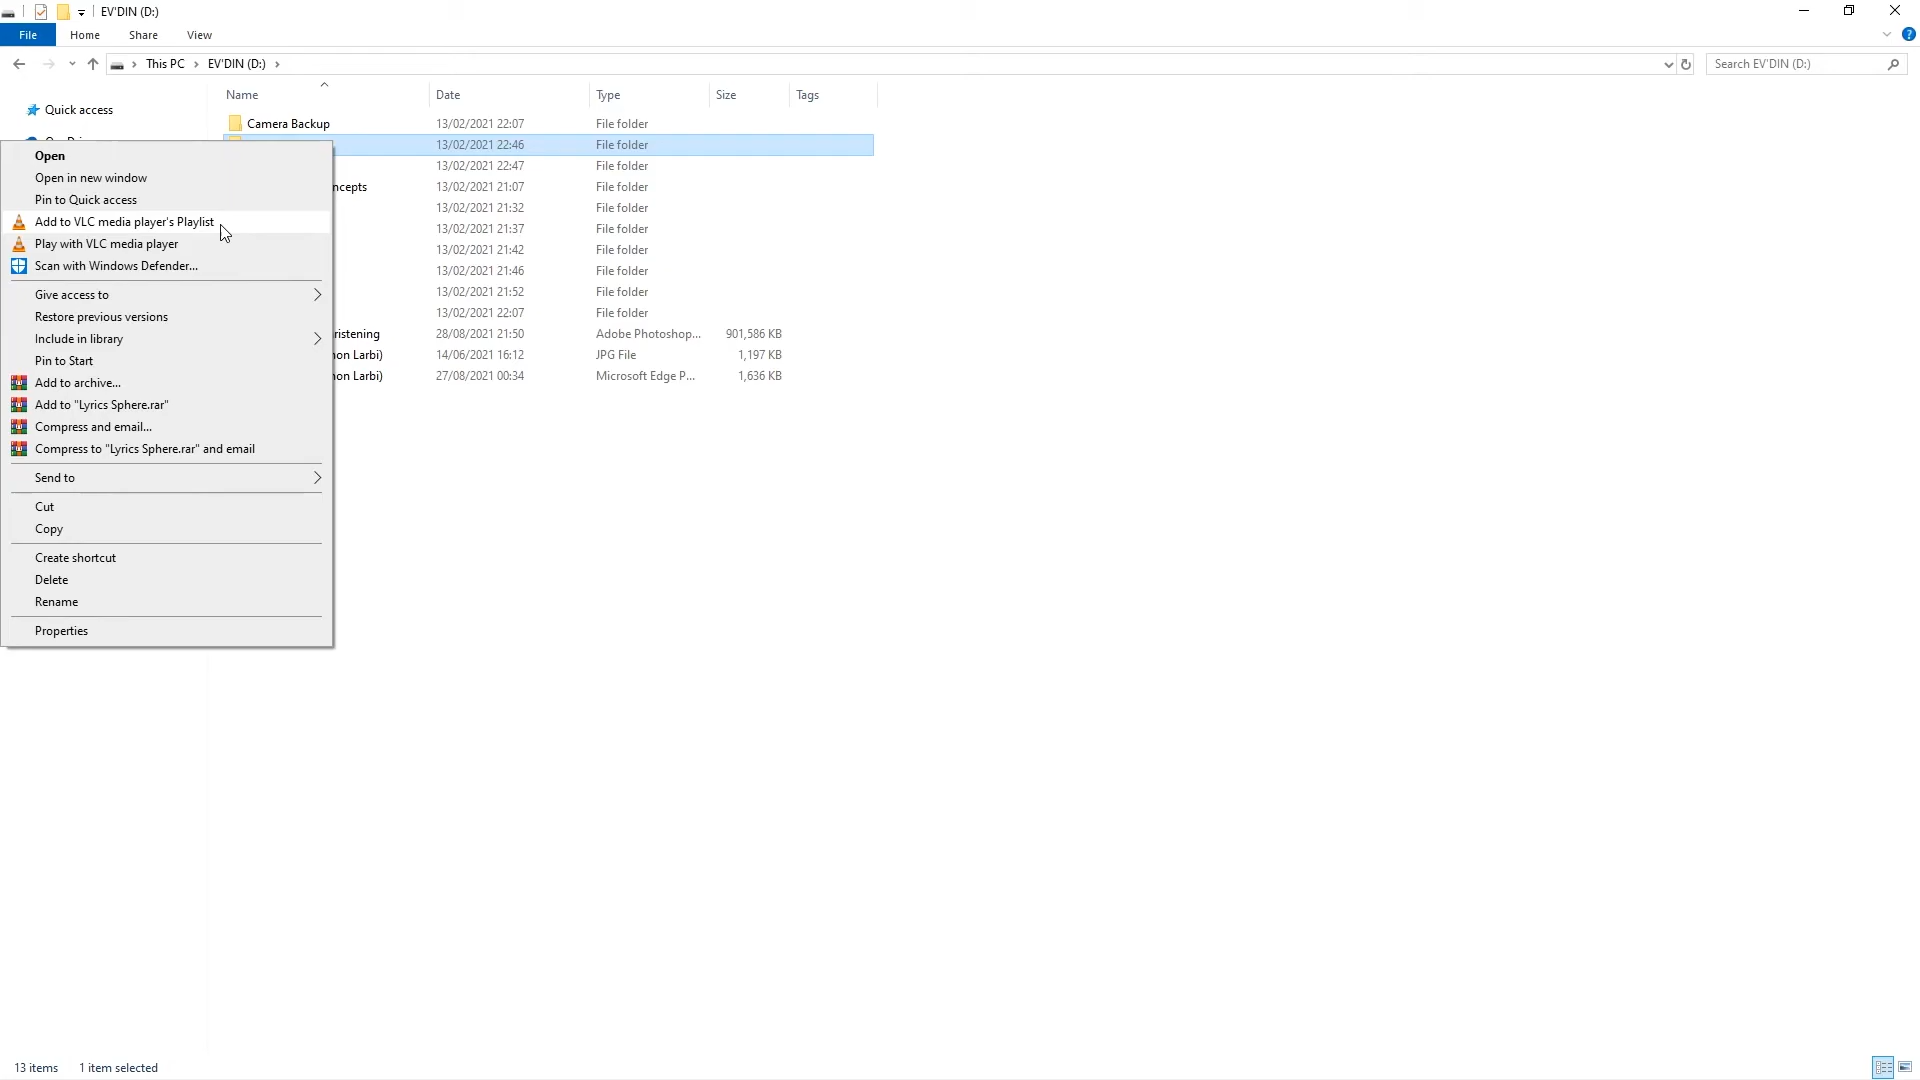 EV'DIN (D:)
File Home Share View
This PC EV'DIN (D:)
Search EV'DIN (D:)
Name Date Type Size Tags
Quick access
Camera Backup 13/02/2021 22:07 File folder
13/02/2021 22:46 File folder
13/02/2021 22:47 File folder
ncepts 13/02/2021 21:07 File folder
13/02/2021 21:32 File folder
13/02/2021 21:37 File folder
13/02/2021 21:42 File folder
13/02/2021 21:46 File folder
13/02/2021 21:52 File folder
13/02/2021 22:07 File folder
ristening 28/08/2021 21:50 Adobe Photoshop... 901,586 KB
non Larbi) 14/06/2021 16:12 JPG File 1,197 KB
non Larbi) 27/08/2021 00:34 Microsoft Edge P... 1,636 KB
Open
Open in new window
Pin to Quick access
Add to VLC media player's Playlist
Play with VLC media player
Scan with Windows Defender...
Give access to
Restore previous versions
Include in library
Pin to Start
Add to archive...
Add to "Lyrics Sphere.rar"
Compress and email...
Compress to "Lyrics Sphere.rar" and email
Send to
Cut
Copy
Create shortcut
Delete
Rename
Properties
13 items 1 item selected